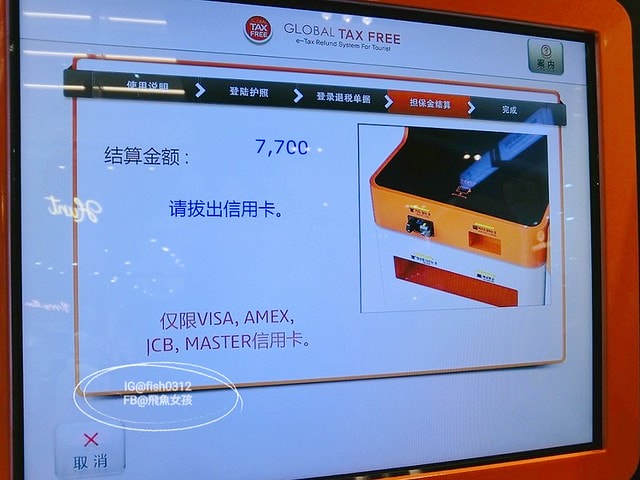 GLOBAL
TAX
FREE
GLOBAL TAX FREE
e-Tax Refund System For Tourist
?
案内
使用说明
登陆护照
登录退税单据
担保金结算
完成
结算金额： 7,700
请拔出信用卡。
Hunt
仅限VISA, AMEX,
JCB, MASTER信用卡。
IG@fish0312
FB@飛魚女孩
取消